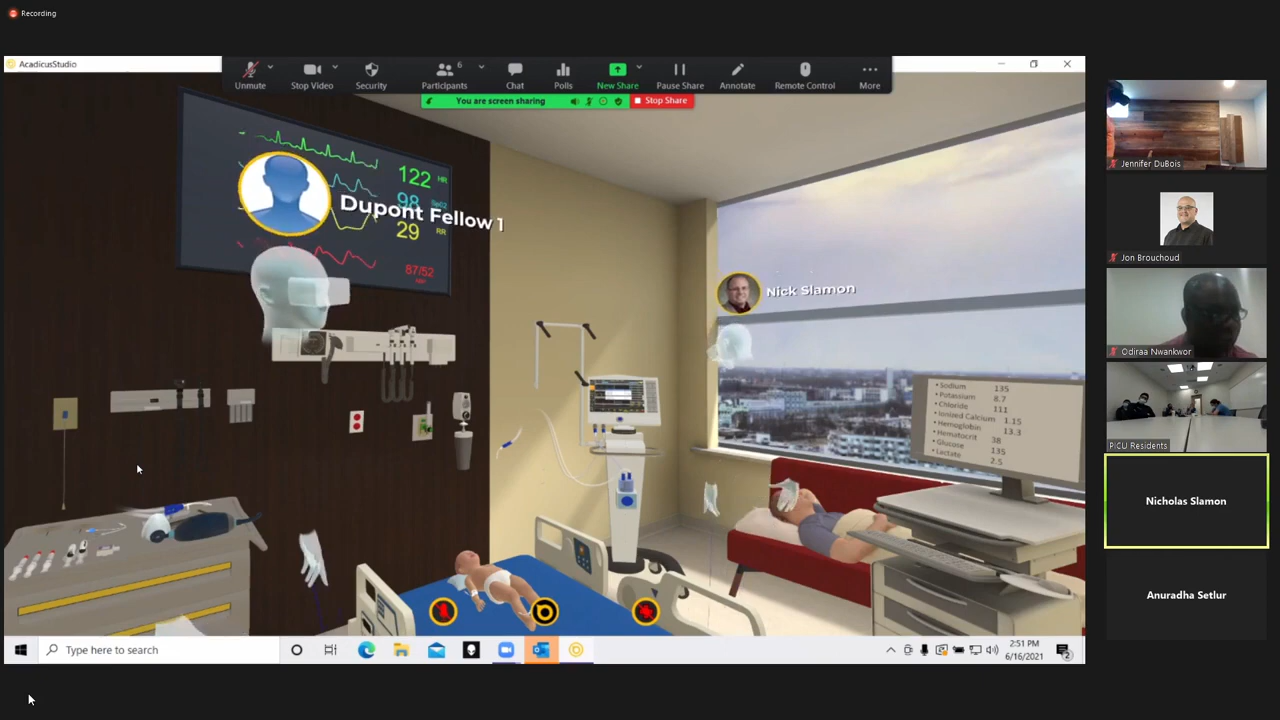 Recording
AcadicusStudio
Unmute
Stop Video
Security
6
Participants
Chat
Polls
New Share
Pause Share
Annotate
Remote Control
More
You are screen sharing
Stop Share
122 HR
98 SpO2
29 RR
87/52
NBP
Dupont Fellow 1
Nick Slamon
• Sodium 135
• Potassium 8.7
• Chloride 111
• Ionized Calcium 1.15
• Hemoglobin 13.3
• Hematocrit 38
• Glucose 135
• Lactate 2.5
Jennifer DuBois
Jon Brouchoud
Odiraa Nwankwor
PICU Residents
Nicholas Slamon
Anuradha Setlur
Type here to search
2:51 PM
6/16/2021
2